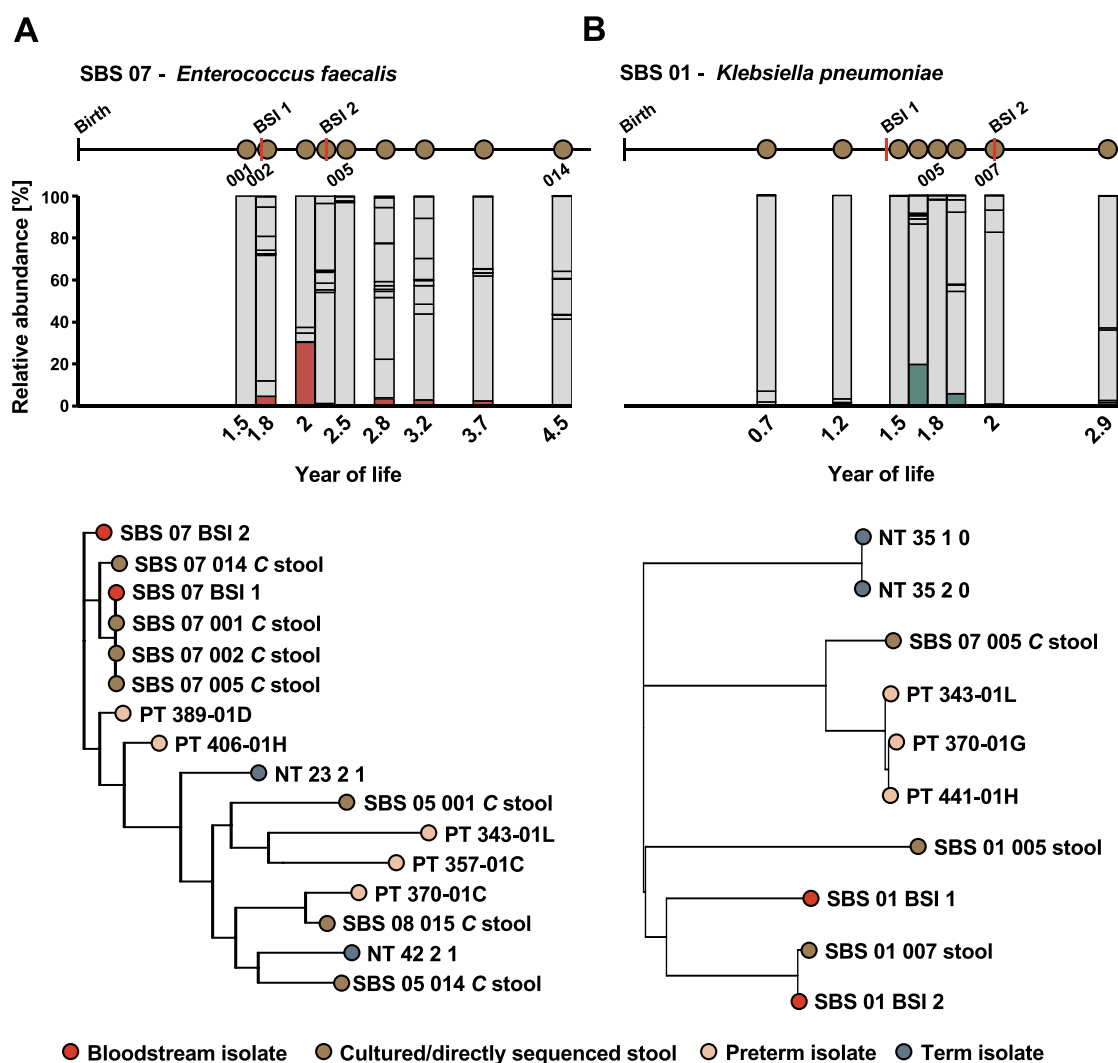 A
SBS 07 - Enterococcus faecalis
Birth
BSI 1
BSI 2
001
002
005
014
Relative abundance [%]
100
80
60
40
20
0
1.5
1.8
2
2.5
2.8
3.2
3.7
4.5
Year of life
SBS 07 BSI 2
SBS 07 014 C stool
SBS 07 BSI 1
SBS 07 001 C stool
SBS 07 002 C stool
SBS 07 005 C stool
PT 389-01D
PT 406-01H
NT 23 2 1
SBS 05 001 C stool
PT 343-01L
PT 357-01C
PT 370-01C
SBS 08 015 C stool
NT 42 2 1
SBS 05 014 C stool
B
SBS 01 - Klebsiella pneumoniae
Birth
BSI 1
BSI 2
005
007
0.7
1.2
1.5
1.8
2
2.9
Year of life
NT 35 1 0
NT 35 2 0
SBS 07 005 C stool
PT 343-01L
PT 370-01G
PT 441-01H
SBS 01 005 stool
SBS 01 BSI 1
SBS 01 007 stool
SBS 01 BSI 2
Bloodstream isolate Cultured/directly sequenced stool Preterm isolate Term isolate